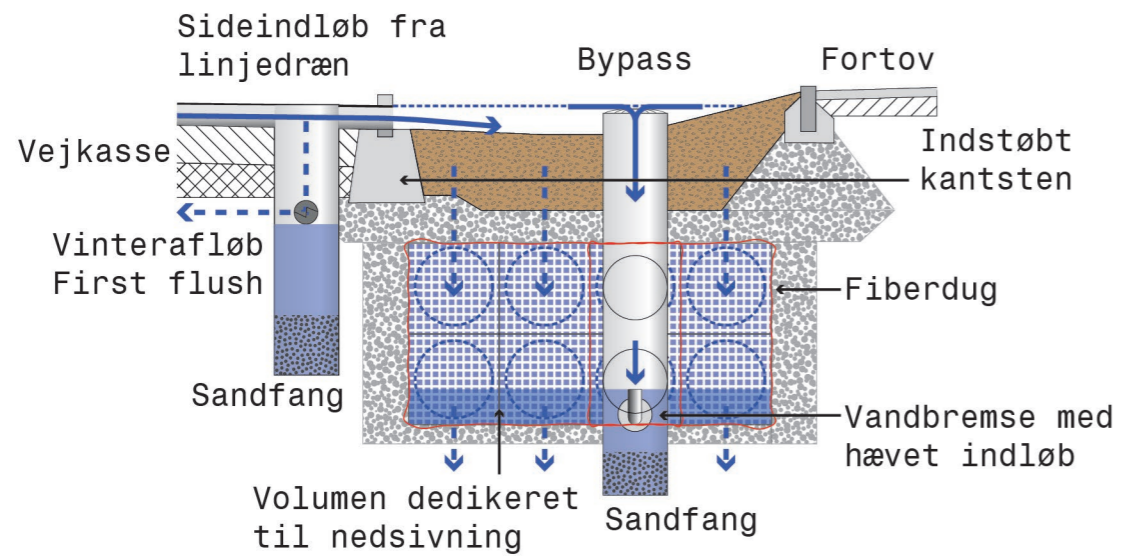 Sideindløb fra
linjedræn
Bypass
Fortov
Vejkasse
Indstøbt
kantsten
Vinterafløb
First flush
Fiberdug
Sandfang
Vandbremse med
hævet indløb
Volumen dedikeret
til nedsivning
Sandfang